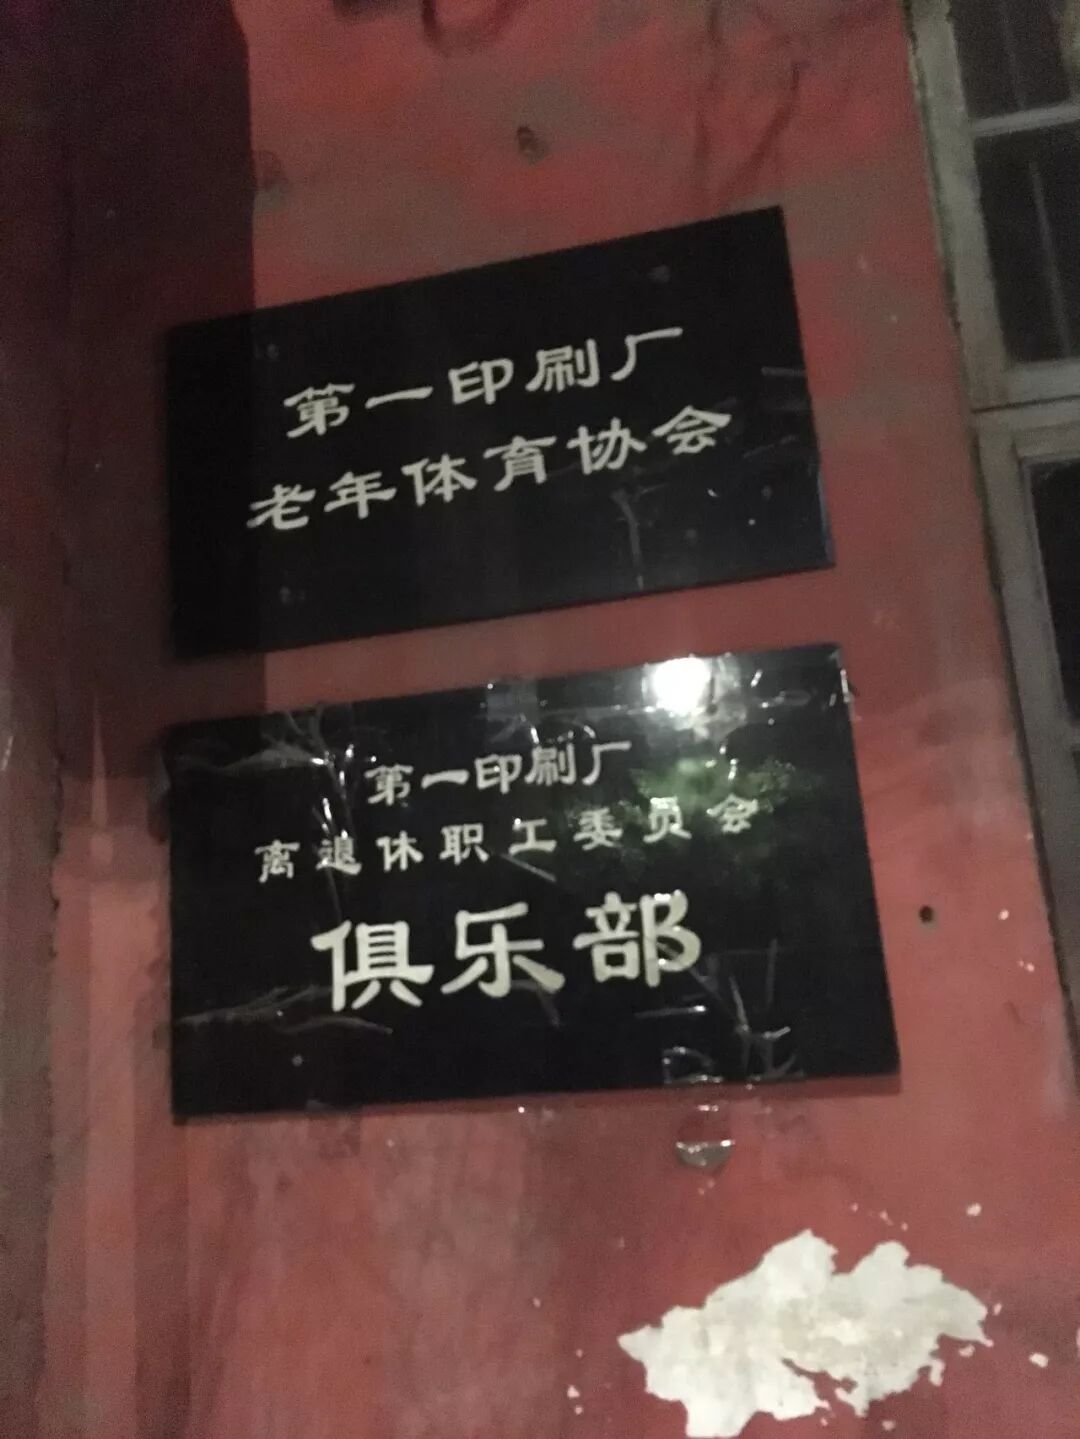 第一印刷厂
老年体育协会
第一印刷厂
离退休职工委员会
俱乐部